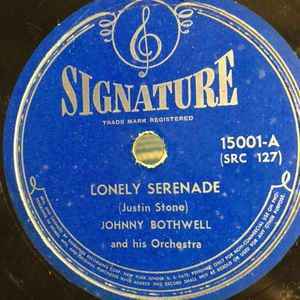 SIGNATURE
TRADE MARK REGISTERED
15001-A
(SRC 127)
LONELY SERENADE
(Justin Stone)
JOHNNY BOTHWELL
and his Orchestra